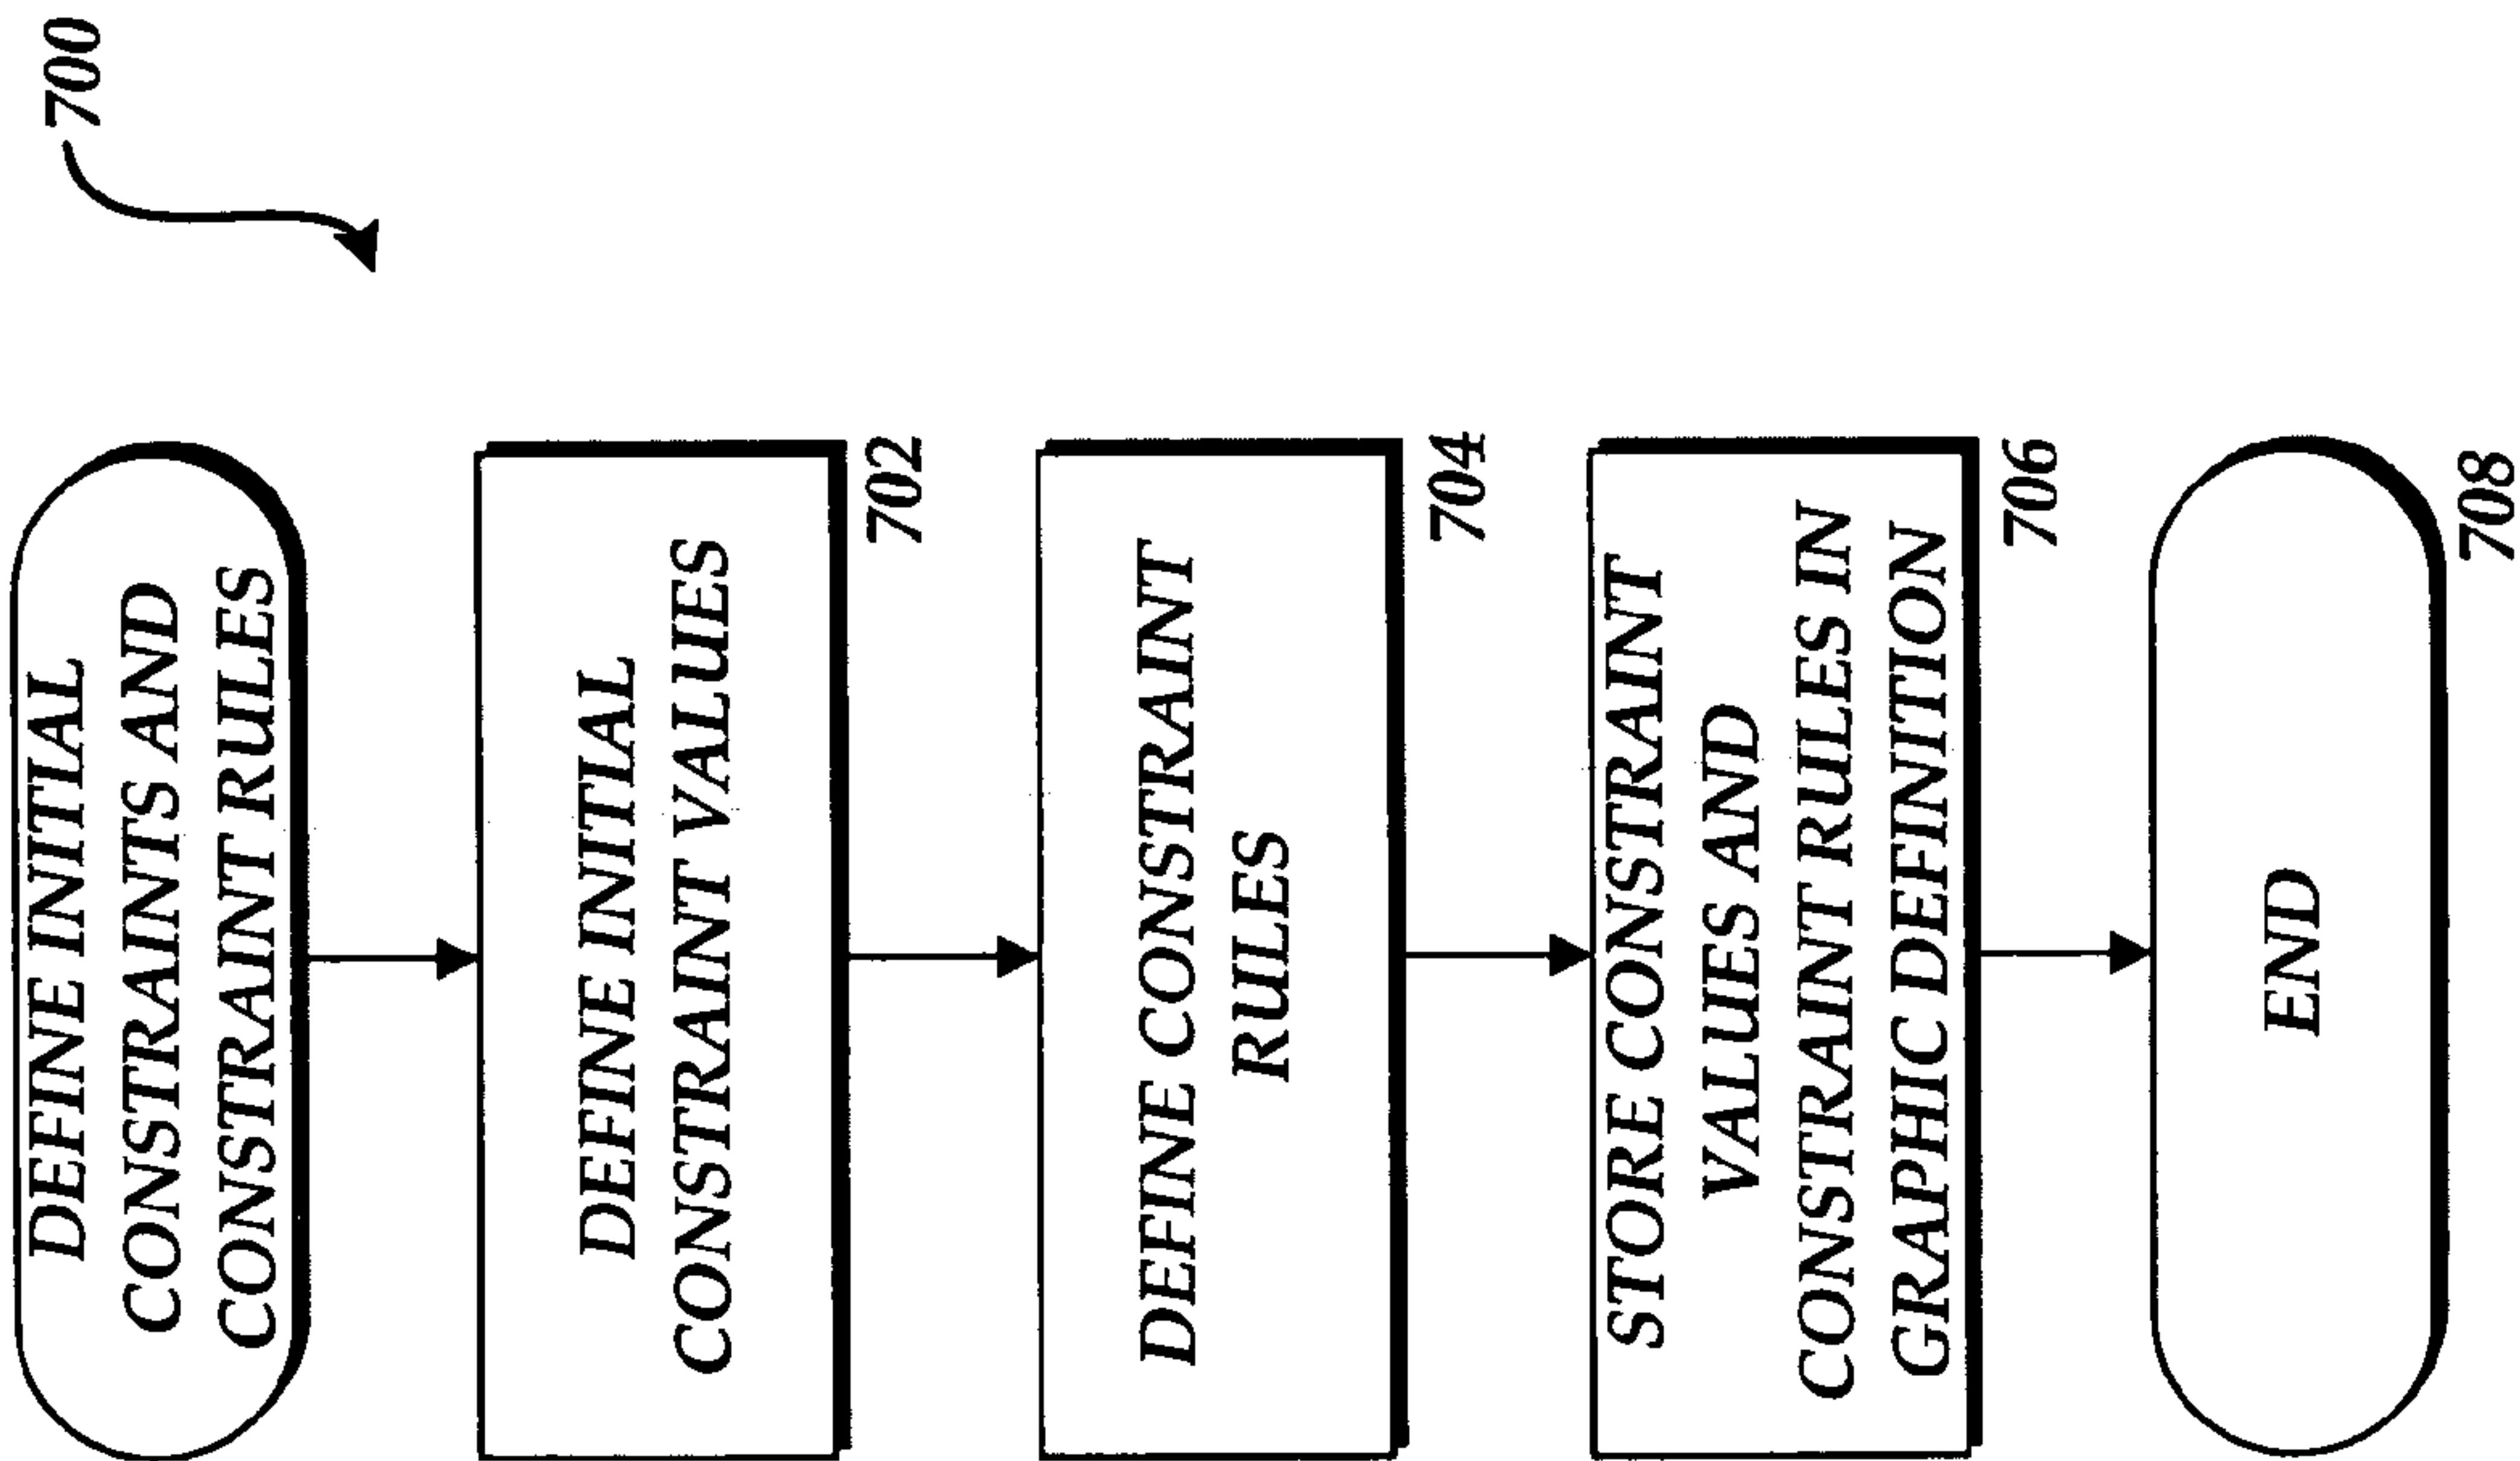 700
DEFINE INITIAL
CONSTRAINTS AND
CONSTRAINT RULES
DEFINE INITIAL
CONSTRAINT VALUES
702
DEFINE CONSTRAINT
RULES
704
STORE CONSTRAINT
VALUES AND
CONSTRAINT RULES IN
GRAPHIC DEFINITION
706
END
708